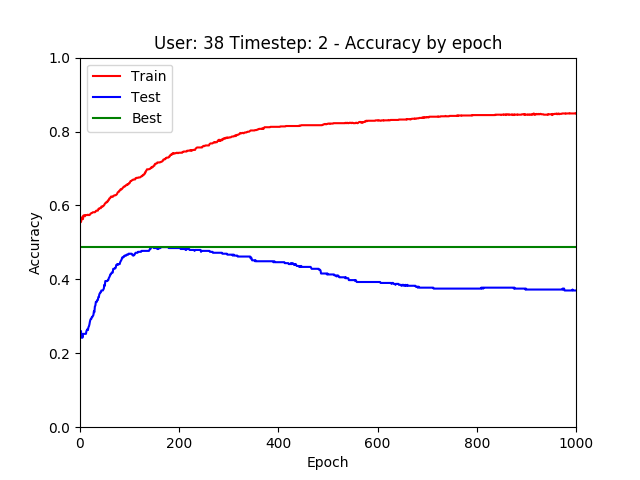 User: 38 Timestep: 2 - Accuracy by epoch
1.0
Train
Test
Best
0.8
0.6
Accuracy
0.4
0.2
0.0
0 200 400 600 800 1000
Epoch